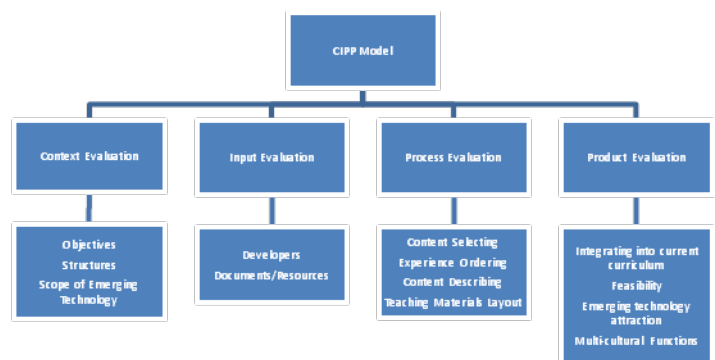 CIPP Model
Context Evaluation
Input Evaluation
Process Evaluation
Product Evaluation
Objectives
Structures
Scope of Emerging
Technology
Developers
Documents/Resources
Content Selecting
Experience Ordering
Content Describing
Teaching Materials Layout
Integrating into current
curriculum
Feasibility
Emerging technology
attraction
Multi-cultural Functions